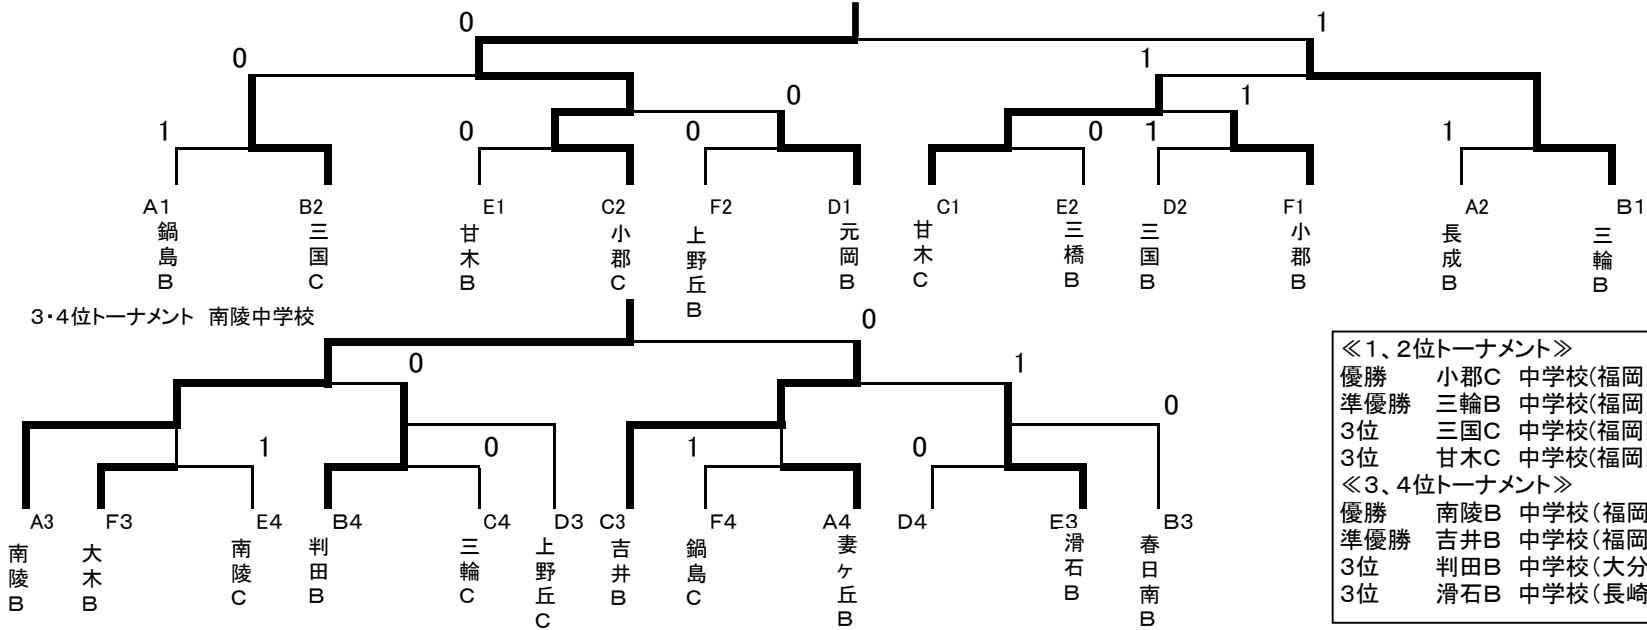 0 1
0 1
0 1
1 0 0 0 1 1
A1 B2 E1 C2 F2 D1 C1 E2 D2 F1 A2 B1
鍋島B 三国C 甘木B 小郡C 上野丘B 元岡B 甘木C 三橋B 三国B 小郡B 長成B 三輪B
3・4位トーナメント 南陵中学校
0
0 1
0
1 0 1 0
A3 F3 E4 B4 C4 D3 C3 F4 A4 D4 E3 B3
南陵B 大木B 南陵C 判田B 三輪C 上野丘C 吉井B 鍋島C 妻ヶ丘B 滑石B 春日南B
≪1、2位トーナメント≫
優勝 小郡C 中学校(福岡
準優勝 三輪B 中学校(福岡
3位 三国C 中学校(福岡
3位 甘木C 中学校(福岡
≪3、4位トーナメント≫
優勝 南陵B 中学校(福岡
準優勝 吉井B 中学校(福岡
3位 判田B 中学校(大分
3位 滑石B 中学校(長崎